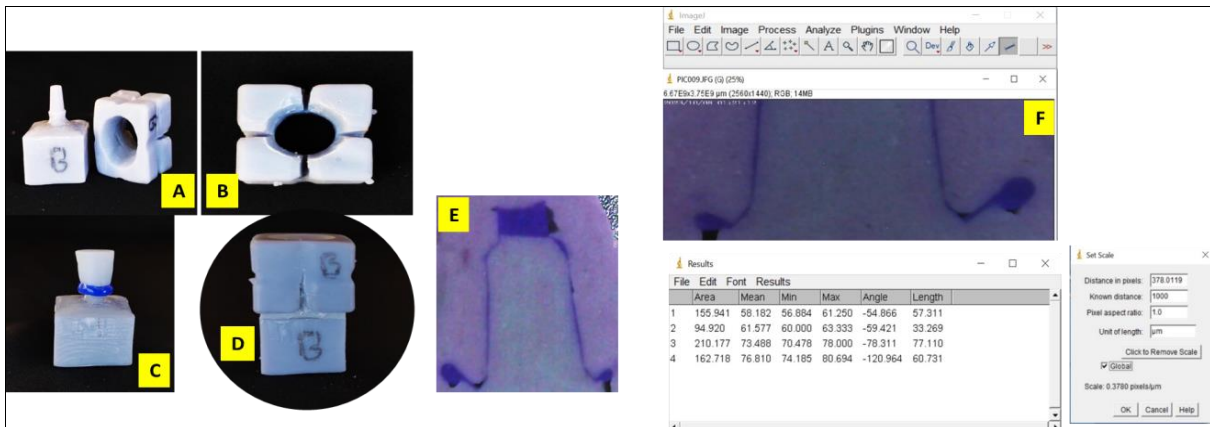 A
B
C
D
E
F
B
B
B
ImageJ
File Edit Image Process Analyze Plugins Window Help
Dev
>>
PIC009.JPG (G) (25%)
6.67E9x3.75E9 µm (2560x1440); RGB; 14MB
Results
File Edit Font Results
Area Mean Min Max Angle Length
1 155.941 58.182 56.884 61.250 -54.866 57.311
2 94.920 61.577 60.000 63.333 -59.421 33.269
3 210.177 73.488 70.478 78.000 -78.311 77.110
4 162.718 76.810 74.185 80.694 -120.964 60.731
Set Scale
Distance in pixels: 378.0119
Known distance: 1000
Pixel aspect ratio: 1.0
Unit of length: µm
Click to Remove Scale
Global
Scale: 0.3780 pixels/µm
OK Cancel Help